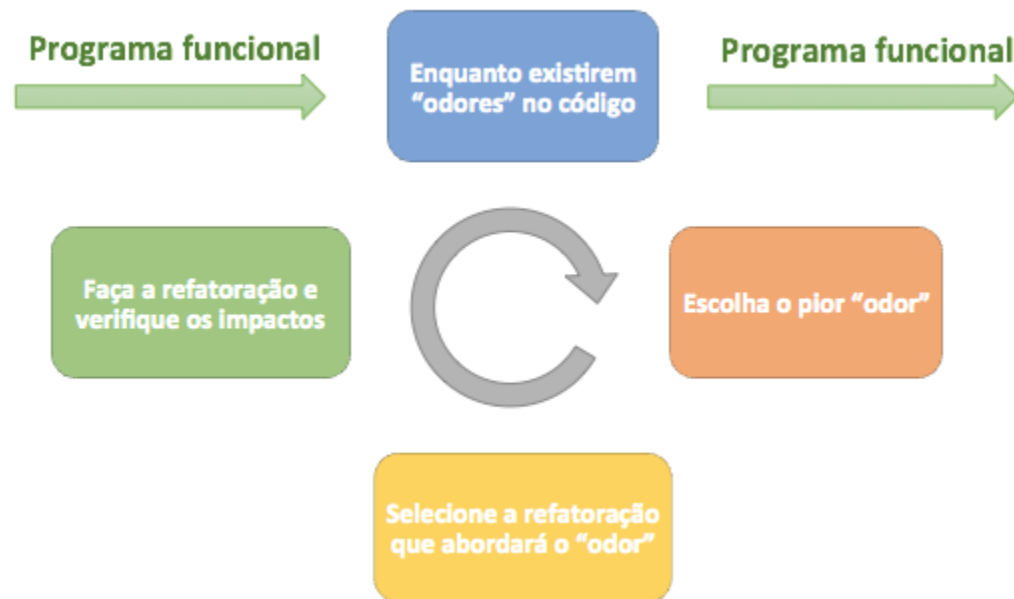 Programa funcional
Enquanto existirem
“odores” no código
Programa funcional
Faça a refatoração e
verifique os impactos
Escolha o pior “odor”
Selecione a refatoração
que abordará o “odor”